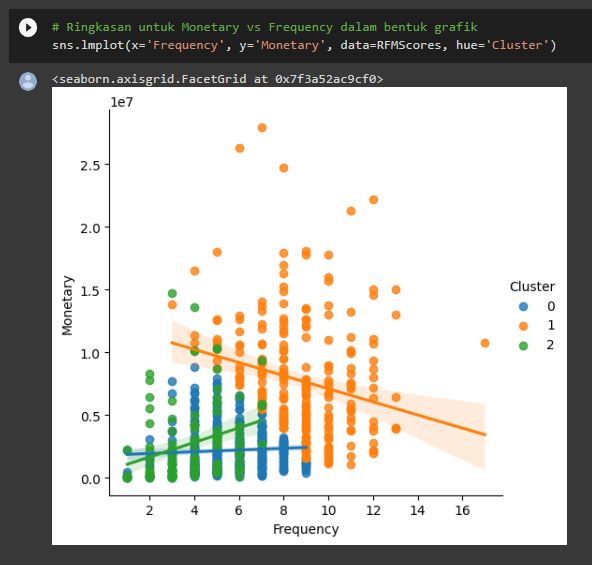 # Ringkasan untuk Monetary vs Frequency dalam bentuk grafik
sns.lmplot(x='Frequency', y='Monetary', data=RFMScores, hue='Cluster')
<seaborn.axisgrid.FacetGrid at 0x7f3a52ac9cf0>
1e7
2.5
2.0
1.5
1.0
0.5
0.0
Monetary
2 4 6 8 10 12 14 16
Frequency
Cluster
0
1
2